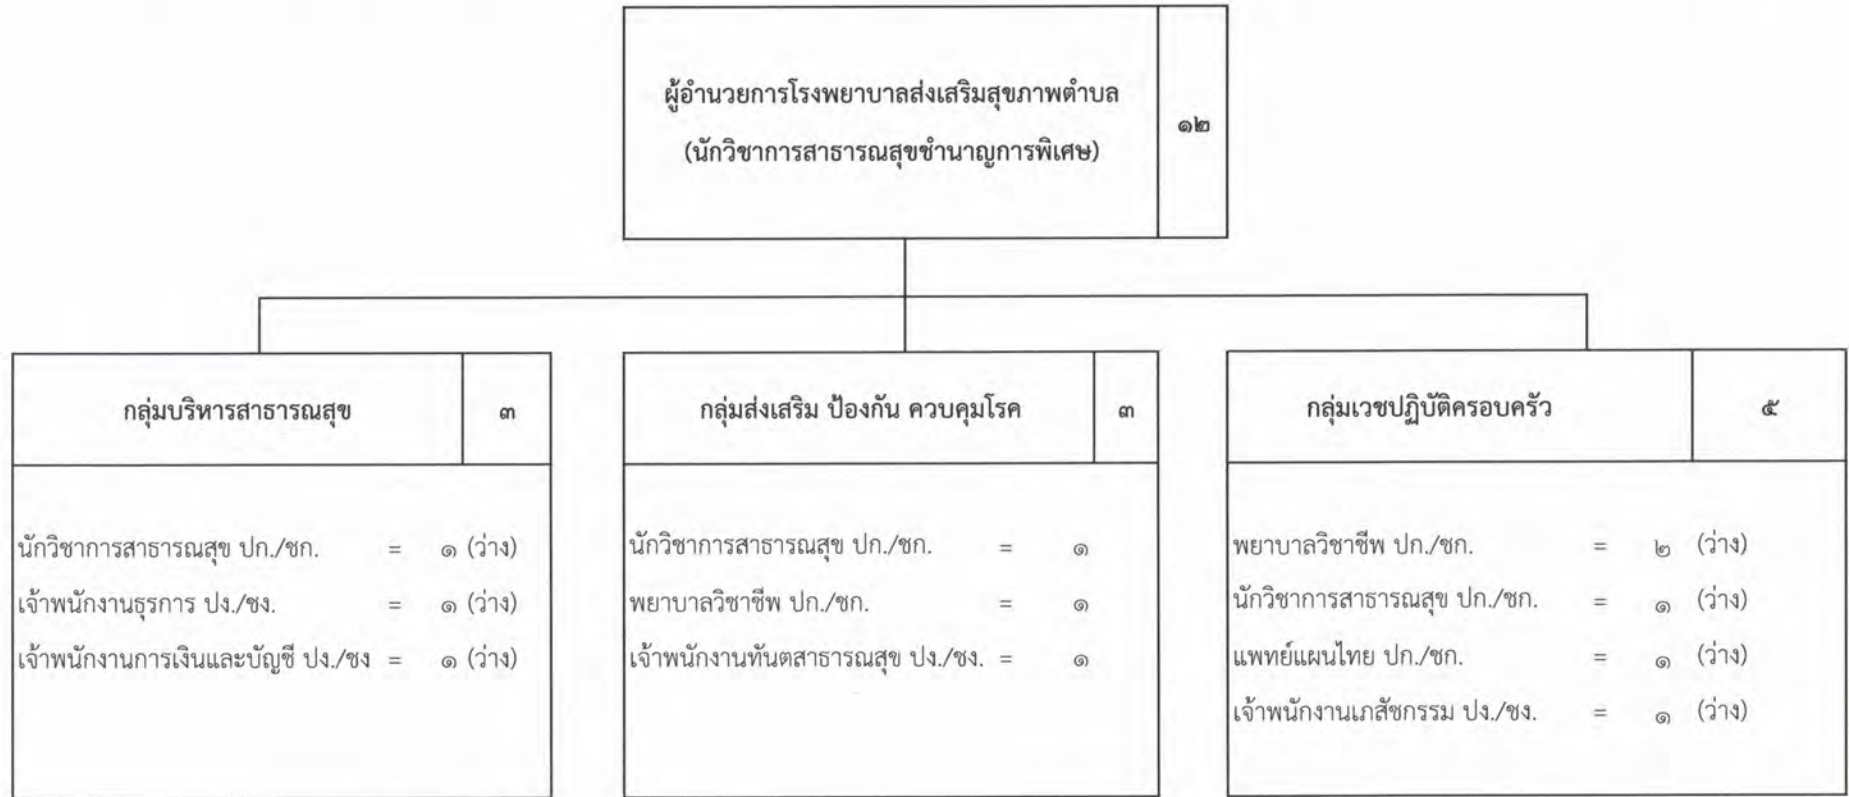 ผู้อำนวยการโรงพยาบาลส่งเสริมสุขภาพตำบล
(นักวิชาการสาธารณสุขชำนาญการพิเศษ)
๑๒
กลุ่มบริหารสาธารณสุข ๓
นักวิชาการสาธารณสุข ปก./ชก. = ๑ (ว่าง)
เจ้าพนักงานธุรการ ปง./ชง. = ๑ (ว่าง)
เจ้าพนักงานการเงินและบัญชี ปง./ชง = ๑ (ว่าง)
กลุ่มส่งเสริม ป้องกัน ควบคุมโรค ๓
นักวิชาการสาธารณสุข ปก./ชก. = ๑
พยาบาลวิชาชีพ ปก./ชก. = ๑
เจ้าพนักงานทันตสาธารณสุข ปง./ชง. = ๑
กลุ่มเวชปฏิบัติครอบครัว ๕
พยาบาลวิชาชีพ ปก./ชก. = ๒ (ว่าง)
นักวิชาการสาธารณสุข ปก./ชก. = ๑ (ว่าง)
แพทย์แผนไทย ปก./ชก. = ๑ (ว่าง)
เจ้าพนักงานเภสัชกรรม ปง./ชง. = ๑ (ว่าง)